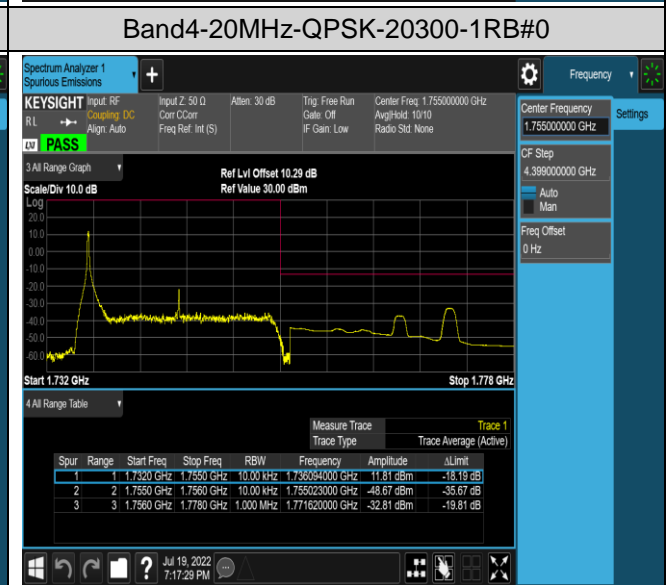 Band4-20MHz-QPSK-20300-1RB#0
Spectrum Analyzer 1
Spurious Emissions
Frequency
KEYSIGHT
RL
PASS
Input: RF
Coupling: DC
Align: Auto
Input Z: 50 Ω
Corr CCorr
Freq Ref: Int (S)
Atten: 30 dB
Trig: Free Run
Gate: Off
IF Gain: Low
Center Freq: 1.755000000 GHz
Avg|Hold: 10/10
Radio Std: None
Center Frequency
1.755000000 GHz
Settings
CF Step
4.399000000 GHz
Auto
Man
Freq Offset
0 Hz
3 All Range Graph
Ref Lvl Offset 10.29 dB
Scale/Div 10.0 dB
Ref Value 30.00 dBm
Log
20.0
10.0
0.00
-10.0
-20.0
-30.0
-40.0
-50.0
-60.0
Start 1.732 GHz
Stop 1.778 GHz
4 All Range Table
Measure Trace Trace 1
Trace Type Trace Average (Active)
Spur Range Start Freq Stop Freq RBW Frequency Amplitude ΔLimit
1 1 1.7320 GHz 1.7550 GHz 10.00 kHz 1.736094000 GHz 11.81 dBm -18.19 dB
2 2 1.7550 GHz 1.7560 GHz 10.00 kHz 1.755023000 GHz -48.67 dBm -35.67 dB
3 3 1.7560 GHz 1.7780 GHz 1.000 MHz 1.771620000 GHz -32.81 dBm -19.81 dB
Jul 19, 2022
7:17:29 PM